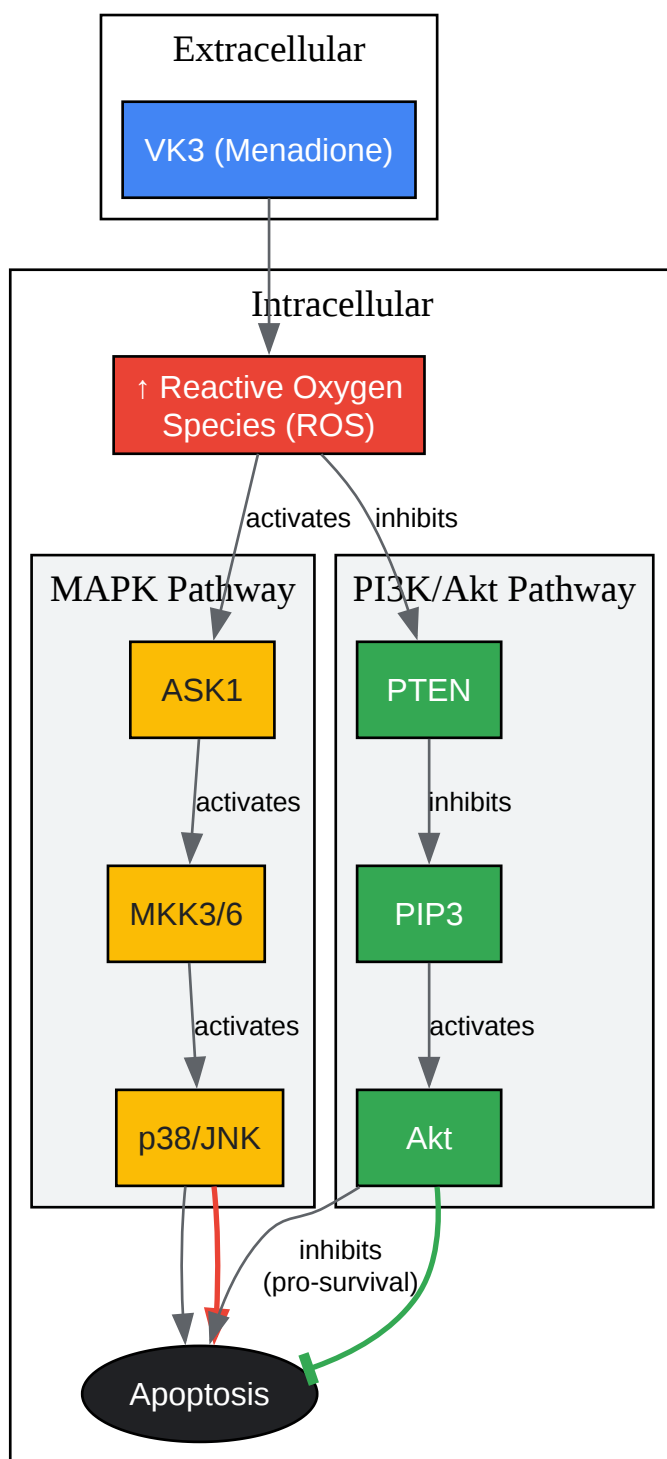 Extracellular
VK3 (Menadione)
Intracellular
↑ Reactive Oxygen
Species (ROS)
activates
inhibits
MAPK Pathway
PI3K/Akt Pathway
ASK1
PTEN
activates
inhibits
MKK3/6
PIP3
activates
activates
p38/JNK
Akt
inhibits
(pro-survival)
Apoptosis